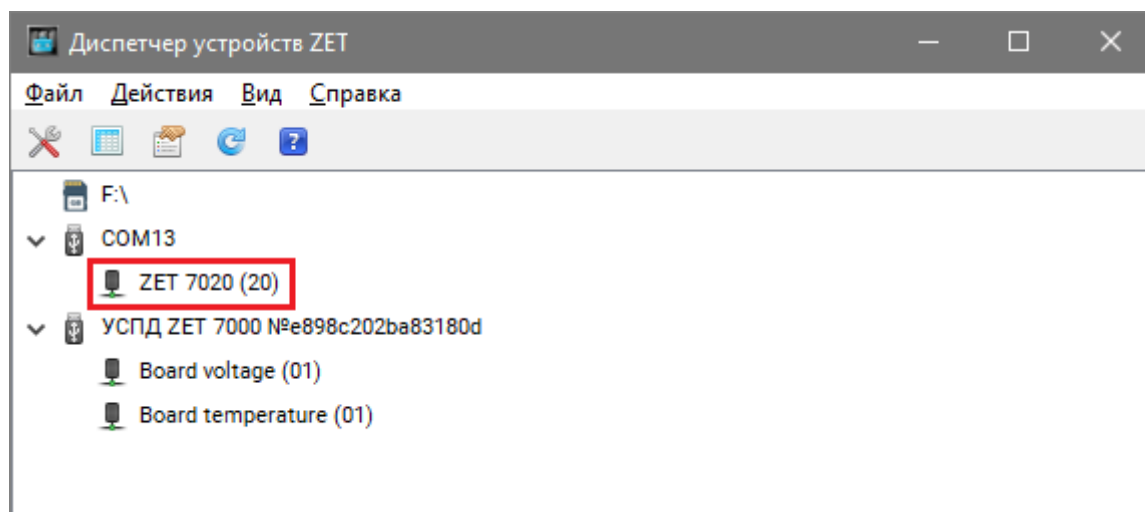 Диспетчер устройств ZET
Файл Действия Вид Справка
F:\
COM13
ZET 7020 (20)
УСПД ZET 7000 №e898c202ba83180d
Board voltage (01)
Board temperature (01)